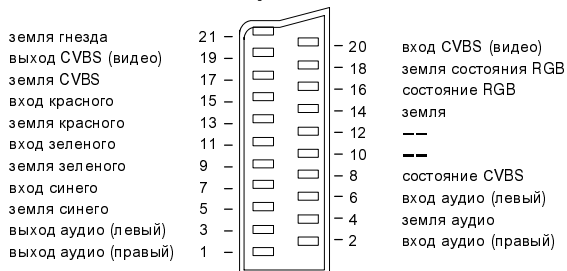 земля гнезда 21 –
выход CVBS (видео) 19 –
земля CVBS 17 –
вход красного 15 –
земля красного 13 –
вход зеленого 11 –
земля зеленого 9 –
вход синего 7 –
земля синего 5 –
выход аудио (левый) 3 –
выход аудио (правый) 1 –
– 20 вход CVBS (видео)
– 18 земля состояния RGB
– 16 состояние RGB
– 14 земля
– 12 ––
– 10 ––
– 8 состояние CVBS
– 6 вход аудио (левый)
– 4 земля аудио
– 2 вход аудио (правый)